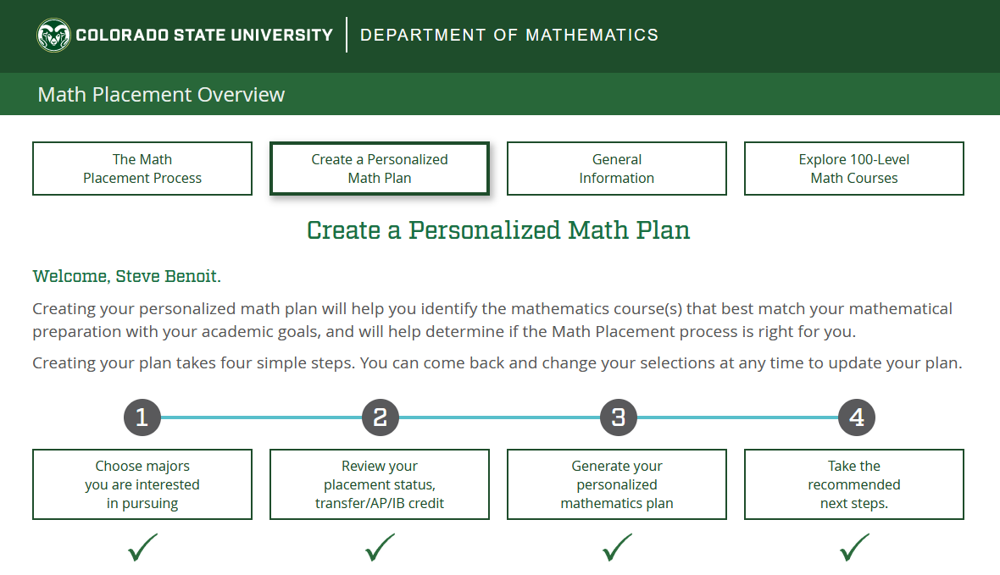 COLORADO STATE UNIVERSITY DEPARTMENT OF MATHEMATICS
Math Placement Overview
The Math
Placement Process
Create a Personalized
Math Plan
General
Information
Explore 100-Level
Math Courses
Create a Personalized Math Plan
Welcome, Steve Benoit.
Creating your personalized math plan will help you identify the mathematics course(s) that best match your mathematical
preparation with your academic goals, and will help determine if the Math Placement process is right for you.
Creating your plan takes four simple steps. You can come back and change your selections at any time to update your plan.
1
2
3
4
Choose majors
you are interested
in pursuing
Review your
placement status,
transfer/AP/IB credit
Generate your
personalized
mathematics plan
Take the
recommended
next steps.